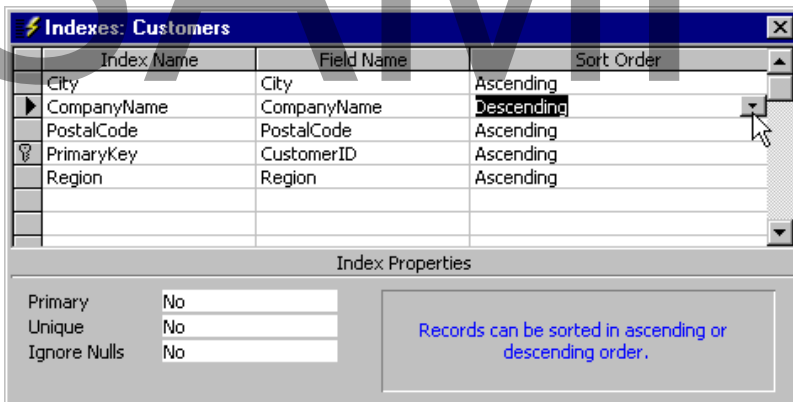 Indexes: Customers
Index Name Field Name Sort Order
City City Ascending
CompanyName CompanyName Descending
PostalCode PostalCode Ascending
PrimaryKey CustomerID Ascending
Region Region Ascending
Index Properties
Primary No
Unique No
Ignore Nulls No
Records can be sorted in ascending or
descending order.